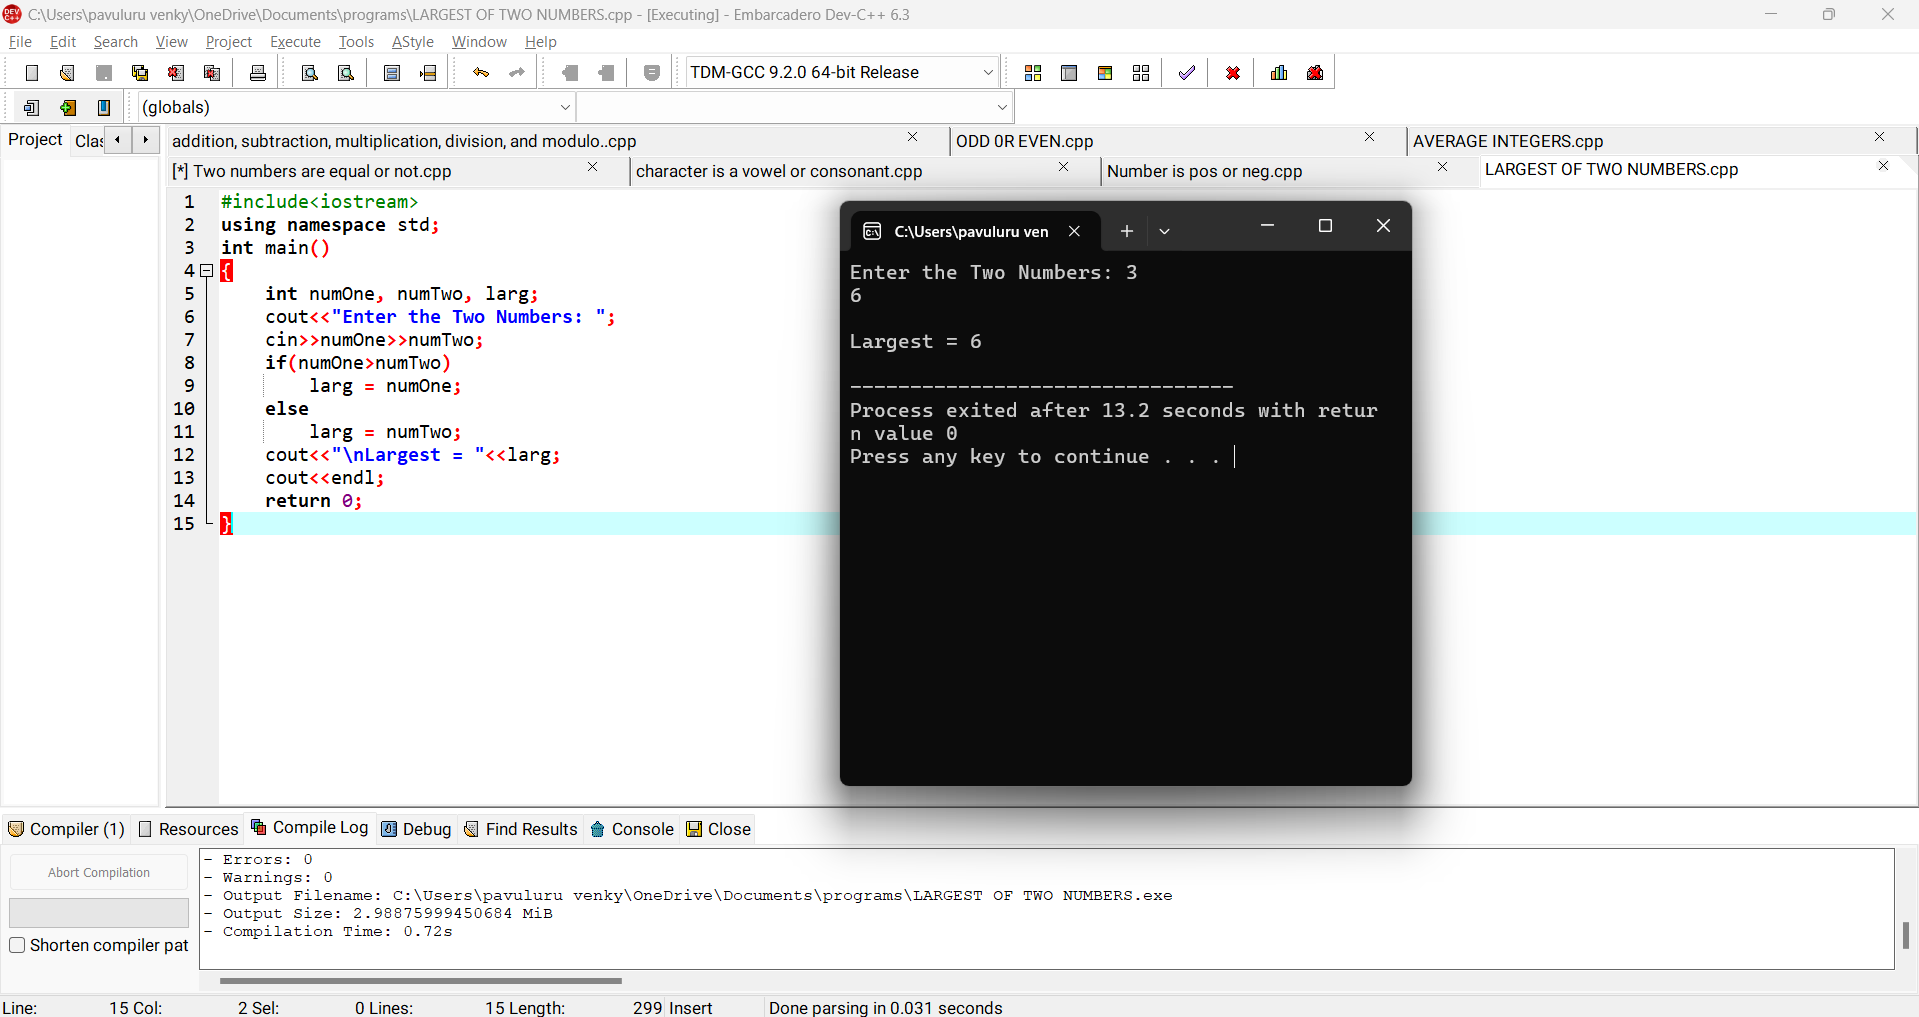 C:\Users\pavuluru venky\OneDrive\Documents\programs\LARGEST OF TWO NUMBERS.cpp - [Executing] - Embarcadero Dev-C++ 6.3
File Edit Search View Project Execute Tools AStyle Window Help
TDM-GCC 9.2.0 64-bit Release
(globals)
Project Clas
addition, subtraction, multiplication, division, and modulo..cpp ODD 0R EVEN.cpp AVERAGE INTEGERS.cpp
[*] Two numbers are equal or not.cpp character is a vowel or consonant.cpp Number is pos or neg.cpp LARGEST OF TWO NUMBERS.cpp
1 #include<iostream>
2 using namespace std;
3 int main()
4 {
5 int numOne, numTwo, larg;
6 cout<<"Enter the Two Numbers: ";
7 cin>>numOne>>numTwo;
8 if(numOne>numTwo)
9 larg = numOne;
10 else
11 larg = numTwo;
12 cout<<"\nLargest = "<<larg;
13 cout<<endl;
14 return 0;
15 }
C:\Users\pavuluru ven
Enter the Two Numbers: 3
6
Largest = 6
--------------------------------
Process exited after 13.2 seconds with retur
n value 0
Press any key to continue . . .
Compiler (1) Resources Compile Log Debug Find Results Console Close
Abort Compilation
Shorten compiler pat
- Errors: 0
- Warnings: 0
- Output Filename: C:\Users\pavuluru venky\OneDrive\Documents\programs\LARGEST OF TWO NUMBERS.exe
- Output Size: 2.98875999450684 MiB
- Compilation Time: 0.72s
Line: 15 Col: 2 Sel: 0 Lines: 15 Length: 299 Insert Done parsing in 0.031 seconds